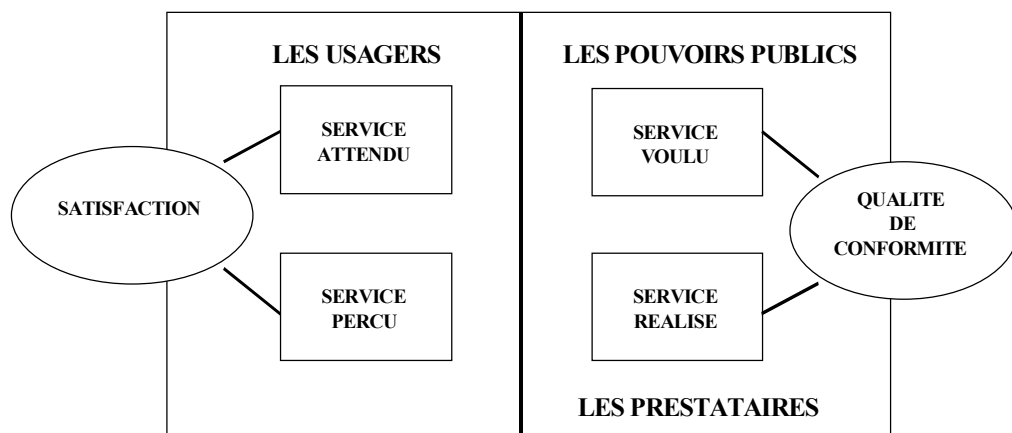 LES USAGERS
SERVICE
ATTENDU
SATISFACTION
SERVICE
PERCU
LES POUVOIRS PUBLICS
SERVICE
VOULU
QUALITE
DE
CONFORMITE
SERVICE
REALISE
LES PRESTATAIRES